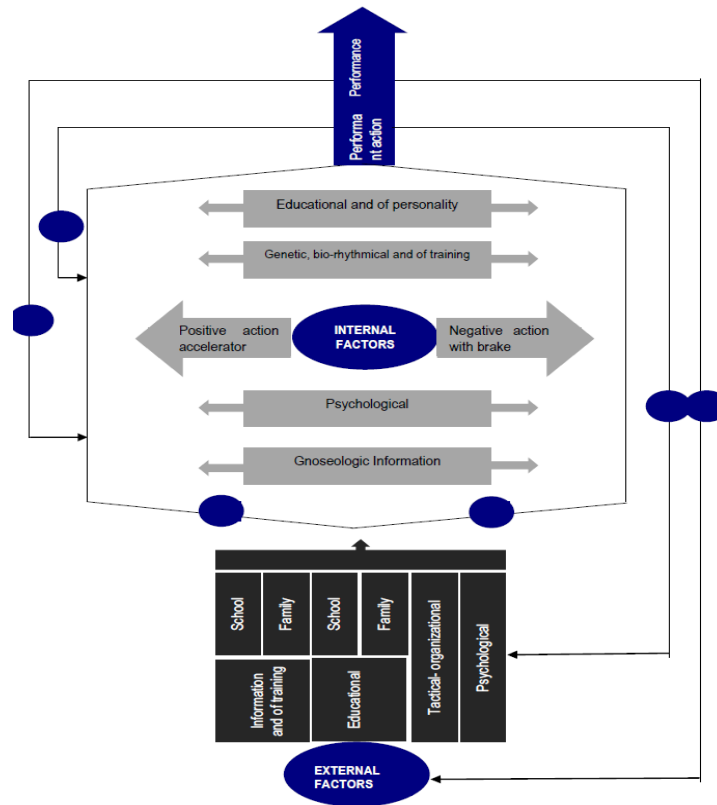 Performance
Performa
nt action
Educational and of personality
Genetic, bio-rhythmical and of training
Positive action
accelerator
INTERNAL
FACTORS
Negative action
with brake
Psychological
Gnoseologic Information
School
Family
School
Family
Tactical- organizational
Psychological
Information
and of training
Educational
EXTERNAL
FACTORS